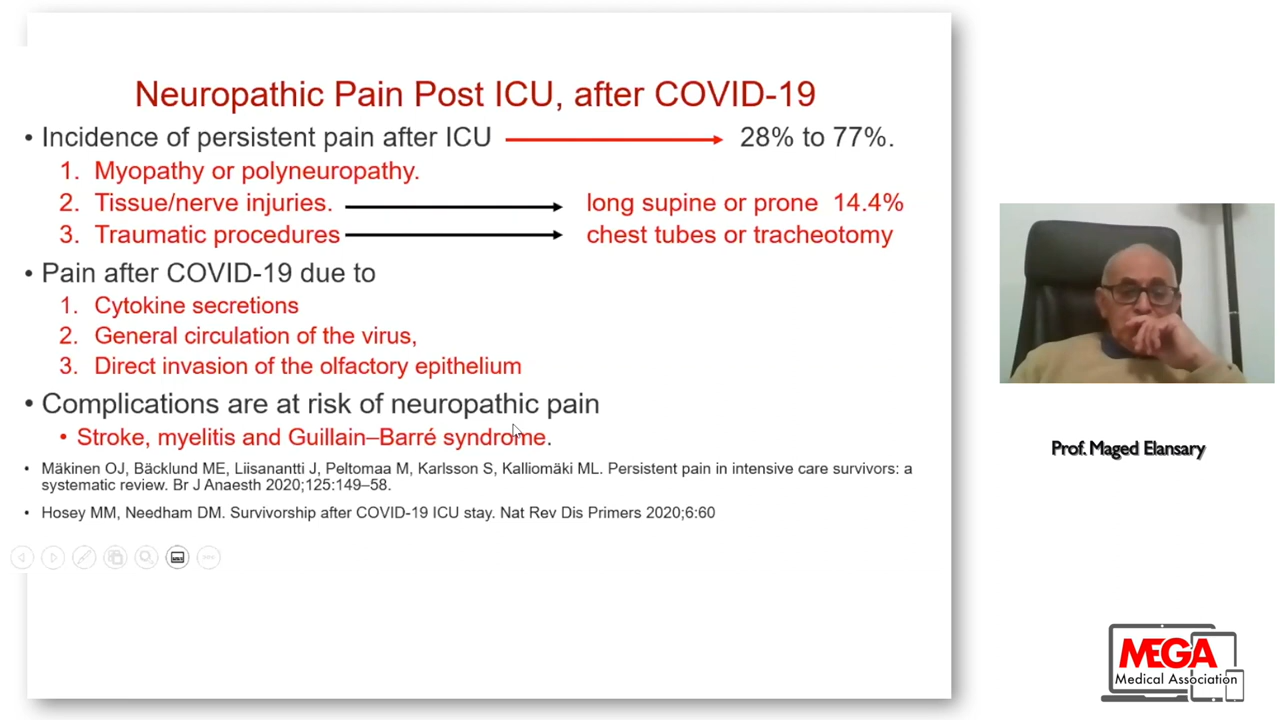 Neuropathic Pain Post ICU, after COVID-19
• Incidence of persistent pain after ICU 28% to 77%.
1. Myopathy or polyneuropathy.
2. Tissue/nerve injuries. long supine or prone 14.4%
3. Traumatic procedures chest tubes or tracheotomy
• Pain after COVID-19 due to
1. Cytokine secretions
2. General circulation of the virus,
3. Direct invasion of the olfactory epithelium
• Complications are at risk of neuropathic pain
• Stroke, myelitis and Guillain–Barré syndrome.
• Mäkinen OJ, Bäcklund ME, Liisanantti J, Peltomaa M, Karlsson S, Kalliomäki ML. Persistent pain in intensive care survivors: a
systematic review. Br J Anaesth 2020;125:149–58.
• Hosey MM, Needham DM. Survivorship after COVID-19 ICU stay. Nat Rev Dis Primers 2020;6:60
Prof. Maged Elansary
MEGA
Medical Association